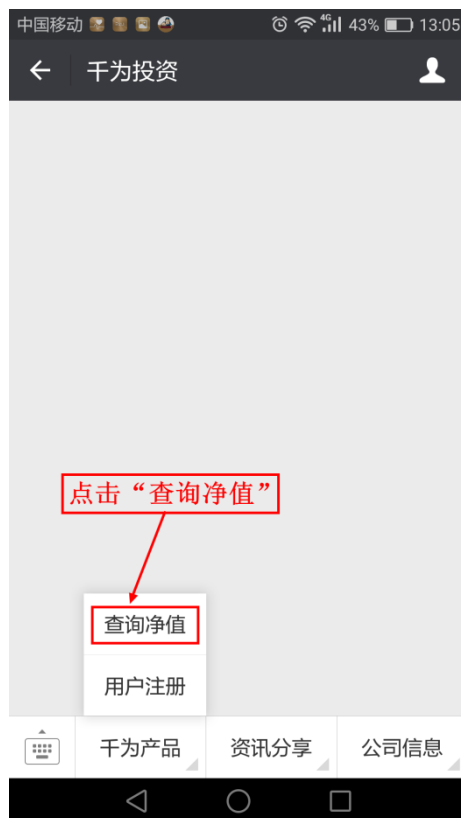 中国移动 4G 43% 13:05
千为投资
点击“查询净值”
查询净值
用户注册
千为产品 资讯分享 公司信息